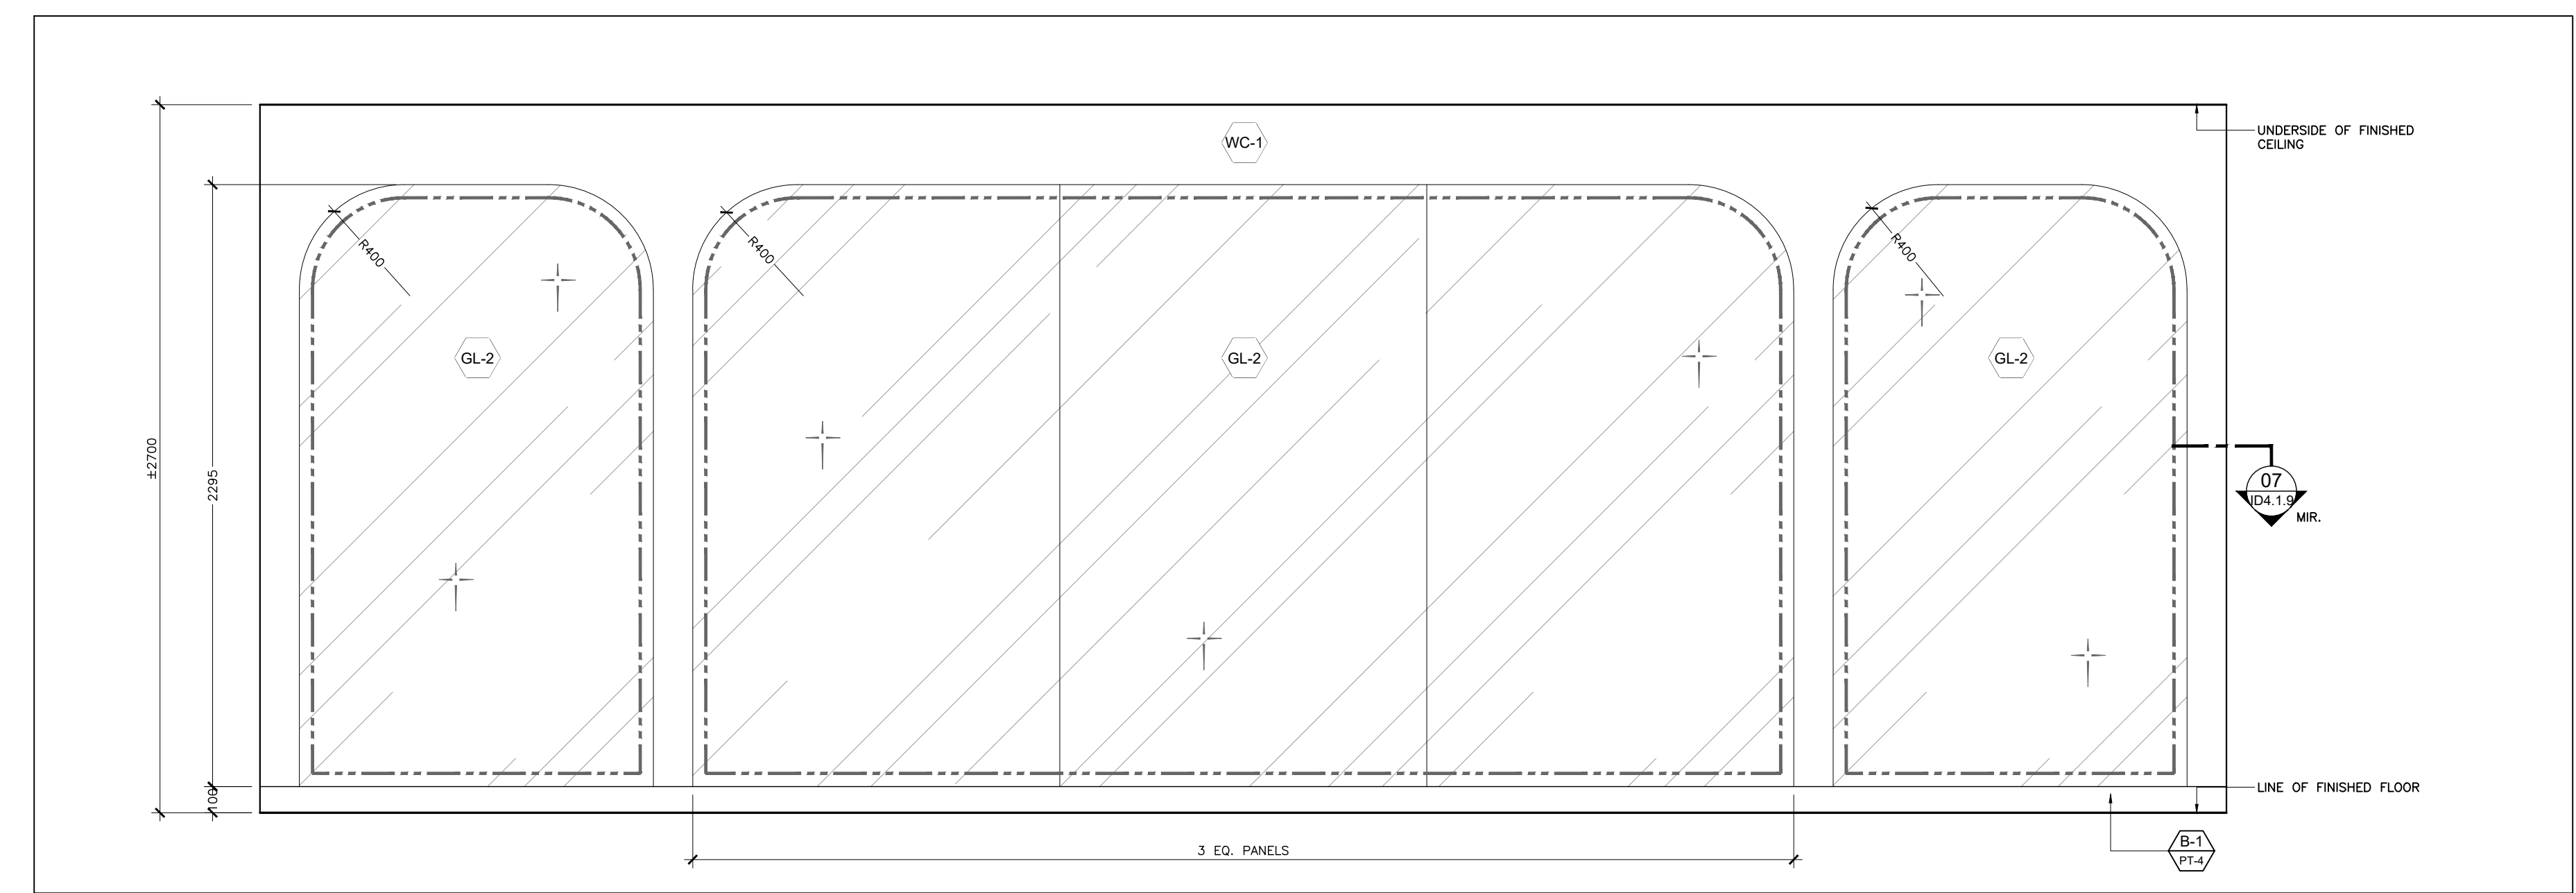 WC-1
UNDERSIDE OF FINISHED
CEILING
R400
R400
R400
GL-2
GL-2
GL-2
±2700
2295
07
ID4.1.9
MIR.
100
LINE OF FINISHED FLOOR
3 EQ. PANELS
B-1
PT-4